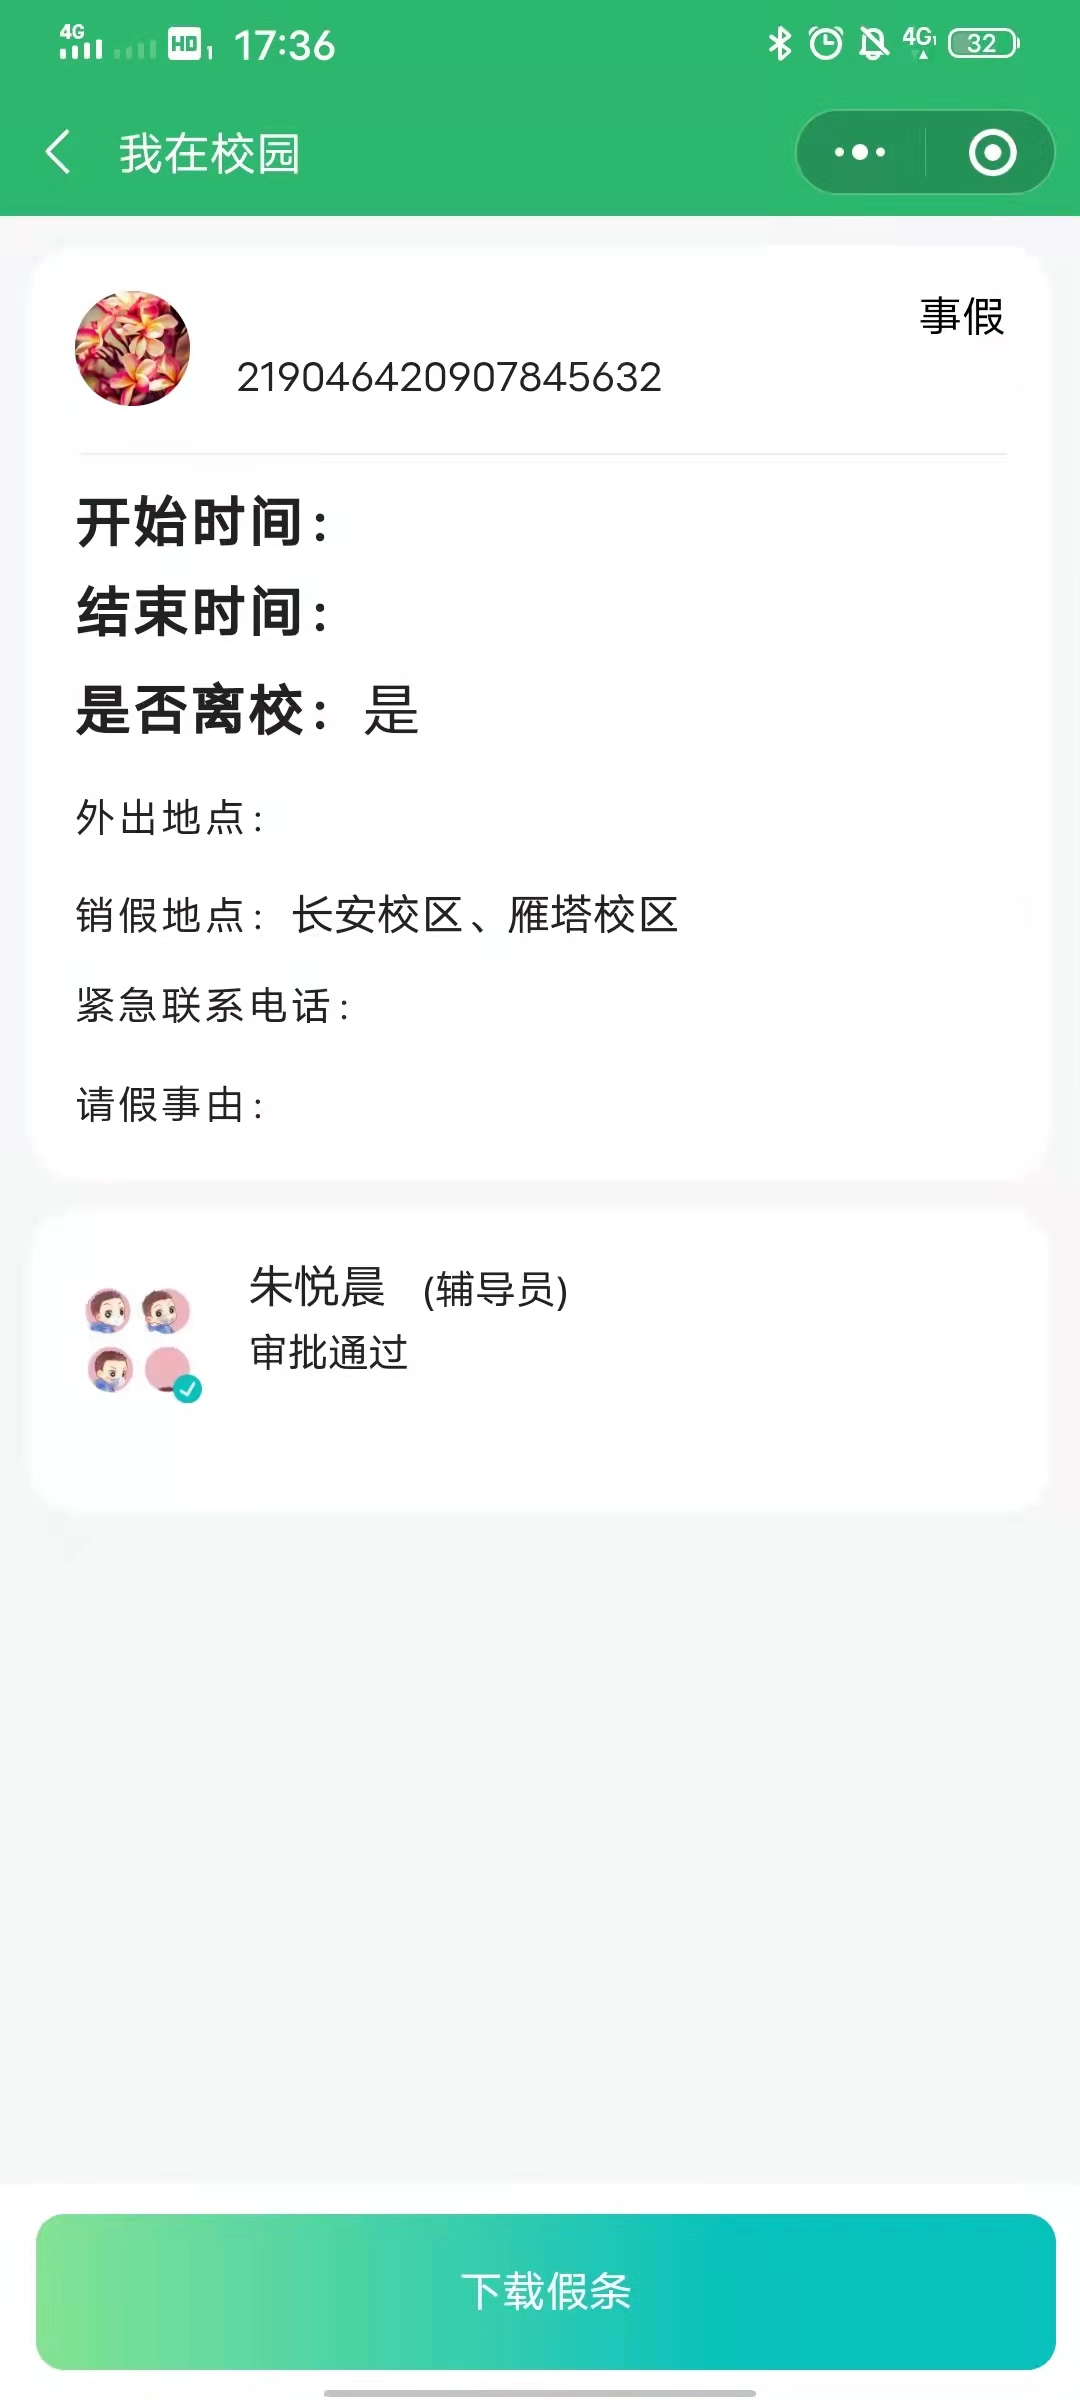 4G HD 1 17:36 4G1 32
我在校园
事假
219046420907845632
开始时间：
结束时间：
是否离校： 是
外出地点：
销假地点： 长安校区、雁塔校区
紧急联系电话：
请假事由：
朱悦晨 (辅导员)
审批通过
下载假条